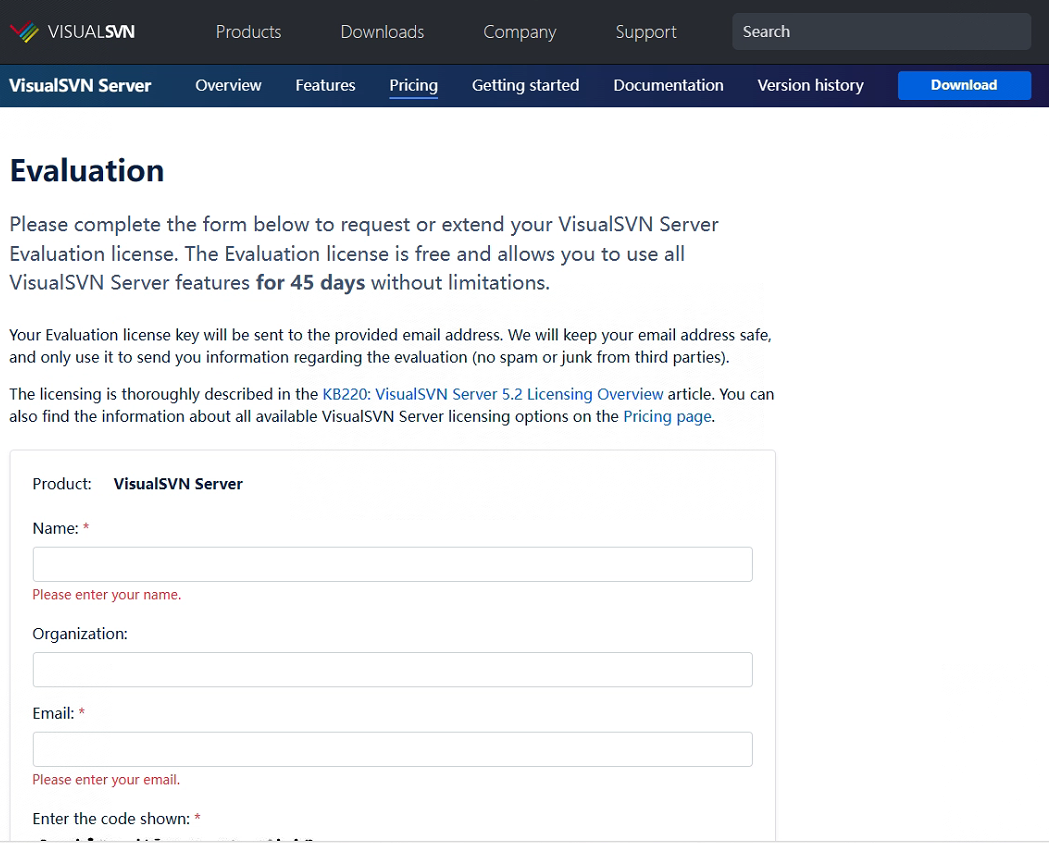 VISUALSVN Products Downloads Company Support Search
VisualSVN Server Overview Features Pricing Getting started Documentation Version history Download
Evaluation
Please complete the form below to request or extend your VisualSVN Server
Evaluation license. The Evaluation license is free and allows you to use all
VisualSVN Server features for 45 days without limitations.
Your Evaluation license key will be sent to the provided email address. We will keep your email address safe,
and only use it to send you information regarding the evaluation (no spam or junk from third parties).
The licensing is thoroughly described in the KB220: VisualSVN Server 5.2 Licensing Overview article. You can
also find the information about all available VisualSVN Server licensing options on the Pricing page.
Product: VisualSVN Server
Name: *
Please enter your name.
Organization:
Email: *
Please enter your email.
Enter the code shown: *